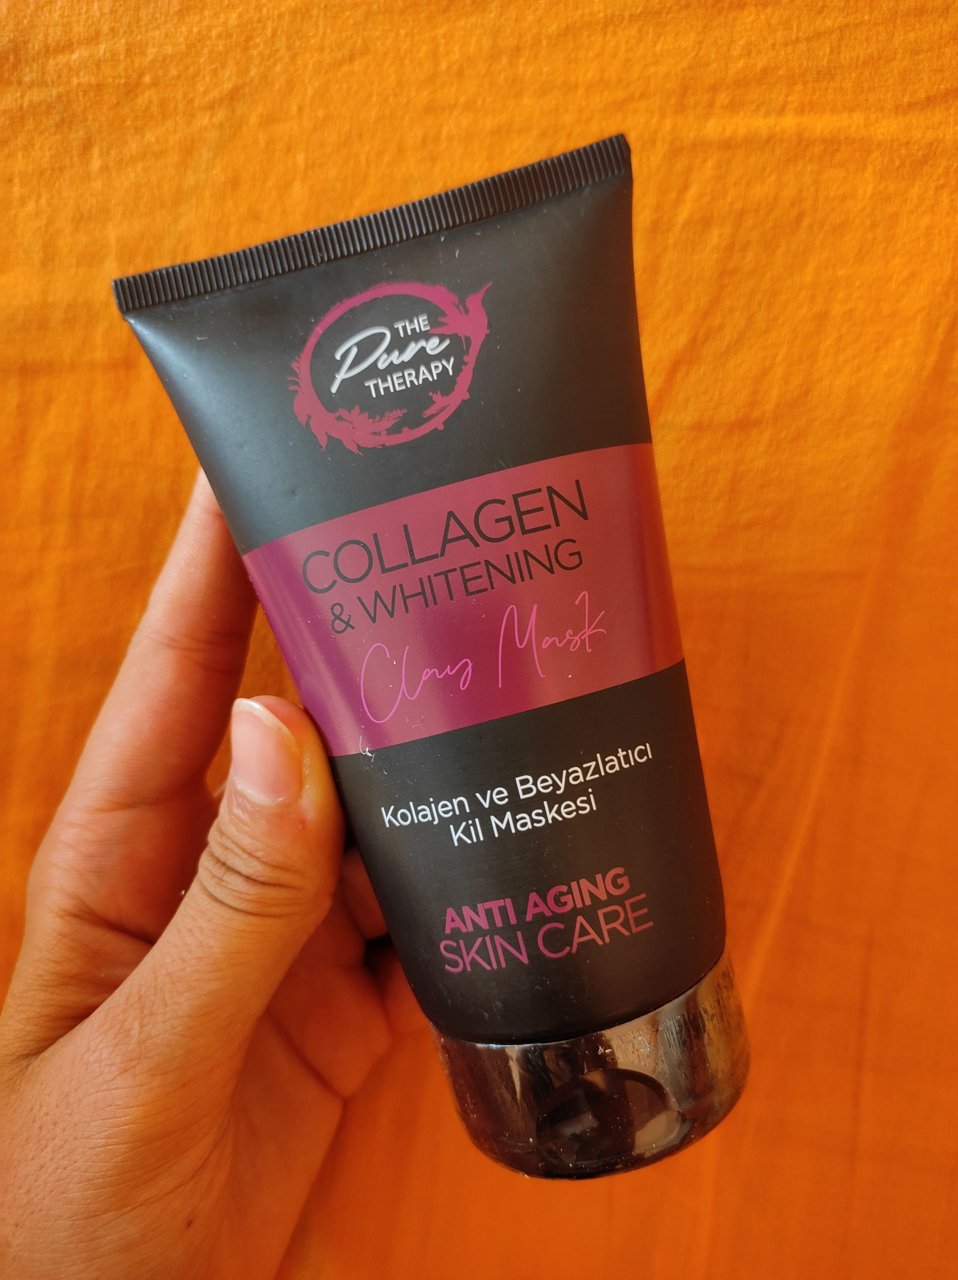 THE
Pure
THERAPY
COLLAGEN
& WHITENING
Clay Mask
Kolajen ve Beyazlatıcı
Kil Maskesi
ANTI AGING
SKIN CARE